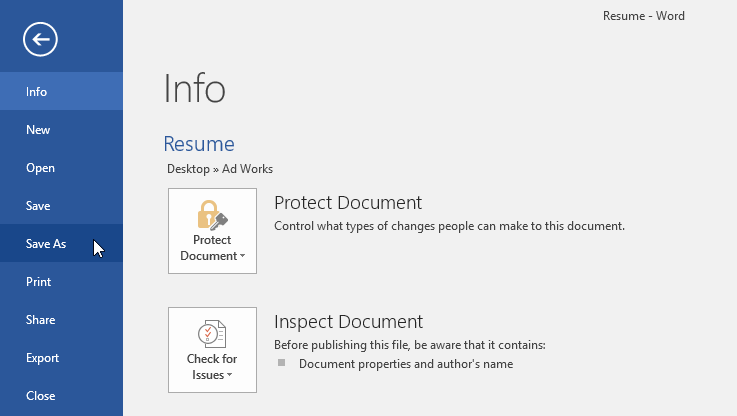 Resume - Word
Info
New
Open
Save
Save As
Print
Share
Export
Close
Info
Resume
Desktop » Ad Works
Protect
Document
Protect Document
Control what types of changes people can make to this document.
Check for
Issues
Inspect Document
Before publishing this file, be aware that it contains:
Document properties and author's name